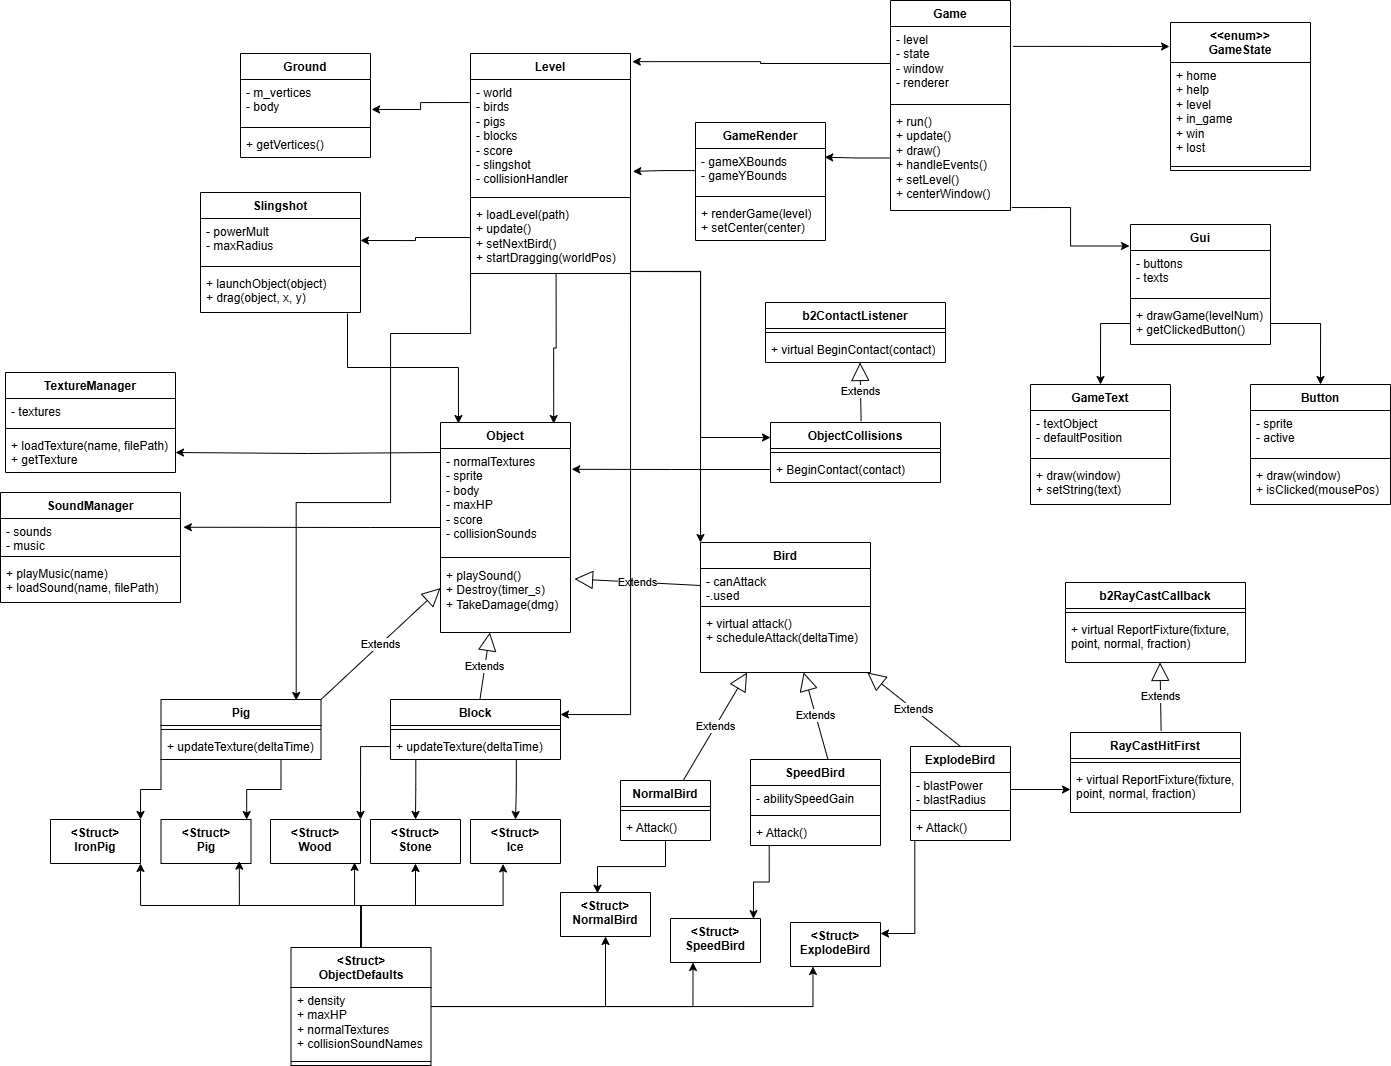 Game
- level
- state
- window
- renderer
+ run()
+ update()
+ draw()
+ handleEvents()
+ setLevel()
+ centerWindow()
<<enum>>
GameState
+ home
+ help
+ level
+ in_game
+ win
+ lost
Ground
- m_vertices
- body
+ getVertices()
Level
- world
- birds
- pigs
- blocks
- score
- slingshot
- collisionHandler
+ loadLevel(path)
+ update()
+ setNextBird()
+ startDragging(worldPos)
GameRender
- gameXBounds
- gameYBounds
+ renderGame(level)
+ setCenter(center)
Slingshot
- powerMult
- maxRadius
+ launchObject(object)
+ drag(object, x, y)
Gui
- buttons
- texts
+ drawGame(levelNum)
+ getClickedButton()
b2ContactListener
+ virtual BeginContact(contact)
Extends
TextureManager
- textures
+ loadTexture(name, filePath)
+ getTexture
GameText
- textObject
- defaultPosition
+ draw(window)
+ setString(text)
Button
- sprite
- active
+ draw(window)
+ isClicked(mousePos)
Object
- normalTextures
- sprite
- body
- maxHP
- score
- collisionSounds
+ playSound()
+ Destroy(timer_s)
+ TakeDamage(dmg)
ObjectCollisions
+ BeginContact(contact)
SoundManager
- sounds
- music
+ playMusic(name)
+ loadSound(name, filePath)
Bird
- canAttack
-.used
+ virtual attack()
+ scheduleAttack(deltaTime)
Extends
b2RayCastCallback
+ virtual ReportFixture(fixture,
point, normal, fraction)
Extends
Extends
Extends
Pig
+ updateTexture(deltaTime)
Block
+ updateTexture(deltaTime)
Extends
Extends
Extends
RayCastHitFirst
+ virtual ReportFixture(fixture,
point, normal, fraction)
NormalBird
+ Attack()
SpeedBird
- abilitySpeedGain
+ Attack()
ExplodeBird
- blastPower
- blastRadius
+ Attack()
<Struct>
IronPig
<Struct>
Pig
<Struct>
Wood
<Struct>
Stone
<Struct>
Ice
<Struct>
NormalBird
<Struct>
SpeedBird
<Struct>
ExplodeBird
<Struct>
ObjectDefaults
+ density
+ maxHP
+ normalTextures
+ collisionSoundNames